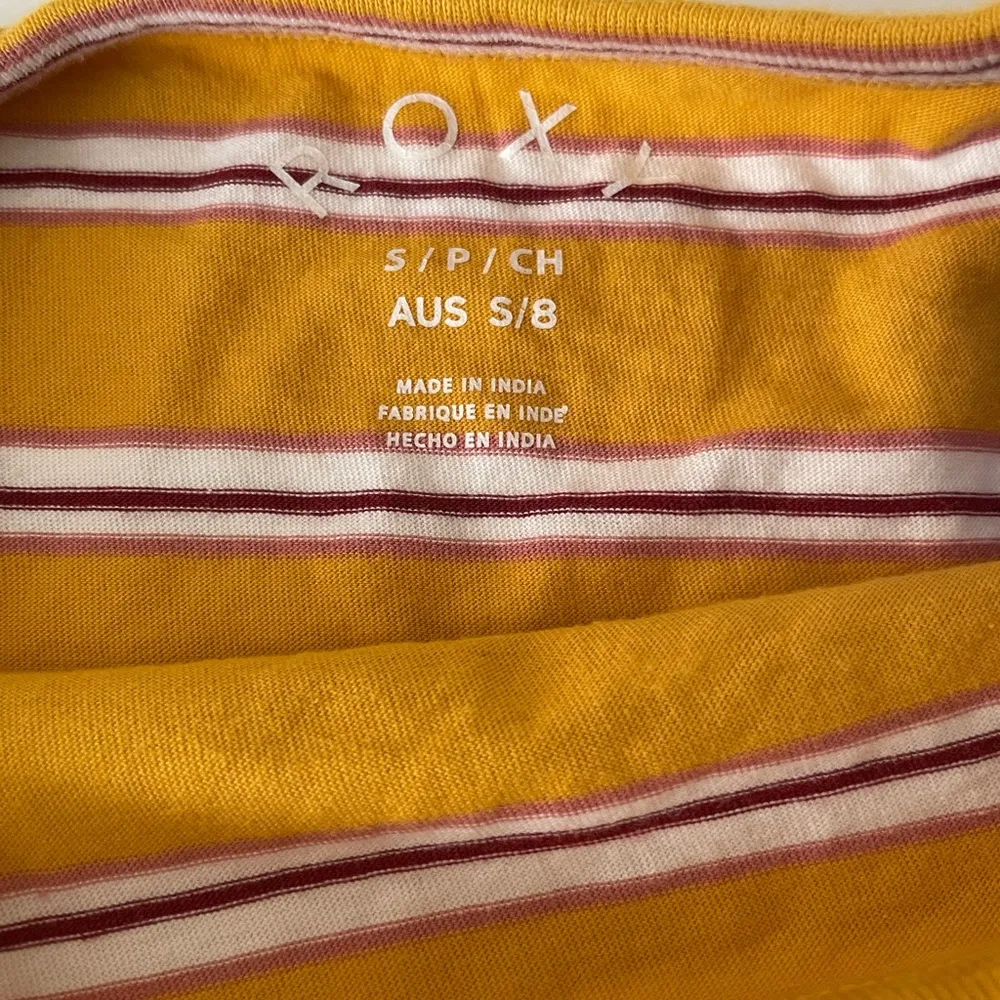 ROXY
S / P / CH
AUS S/8
MADE IN INDIA
FABRIQUE EN INDE'
HECHO EN INDIA